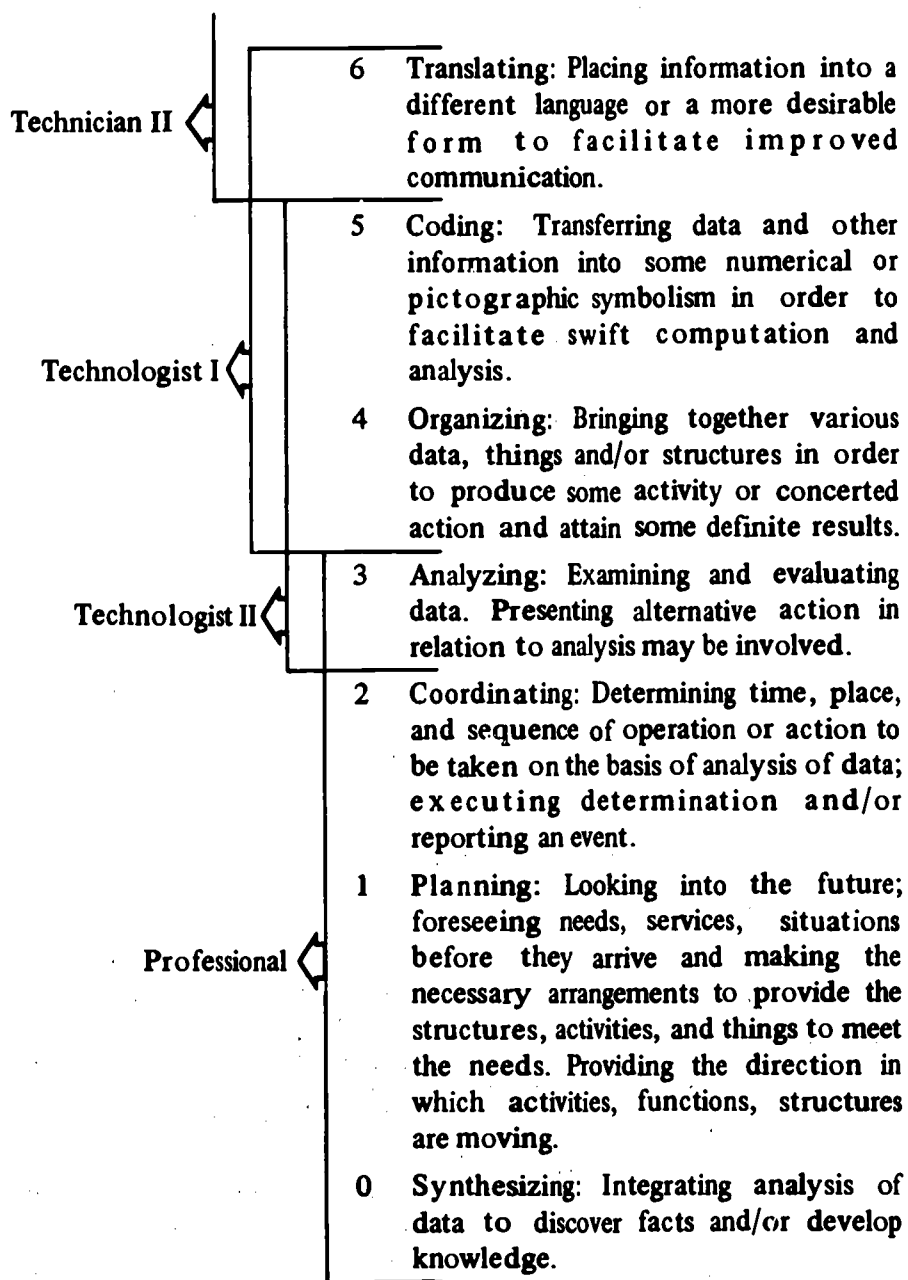 6 Translating: Placing information into a
Technician II different language or a more desirable
form to facilitate improved
communication.
5 Coding: Transferring data and other
information into some numerical or
pictographic symbolism in order to
facilitate swift computation and
Technologist I analysis.
4 Organizing: Bringing together various
data, things and/or structures in order
to produce some activity or concerted
action and attain some definite results.
3 Analyzing: Examining and evaluating
Technologist II data. Presenting alternative action in
relation to analysis may be involved.
2 Coordinating: Determining time, place,
and sequence of operation or action to
be taken on the basis of analysis of data;
executing determination and/or
reporting an event.
1 Planning: Looking into the future;
foreseeing needs, services, situations
Professional before they arrive and making the
necessary arrangements to provide the
structures, activities, and things to meet
the needs. Providing the direction in
which activities, functions, structures
are moving.
0 Synthesizing: Integrating analysis of
data to discover facts and/or develop
knowledge.